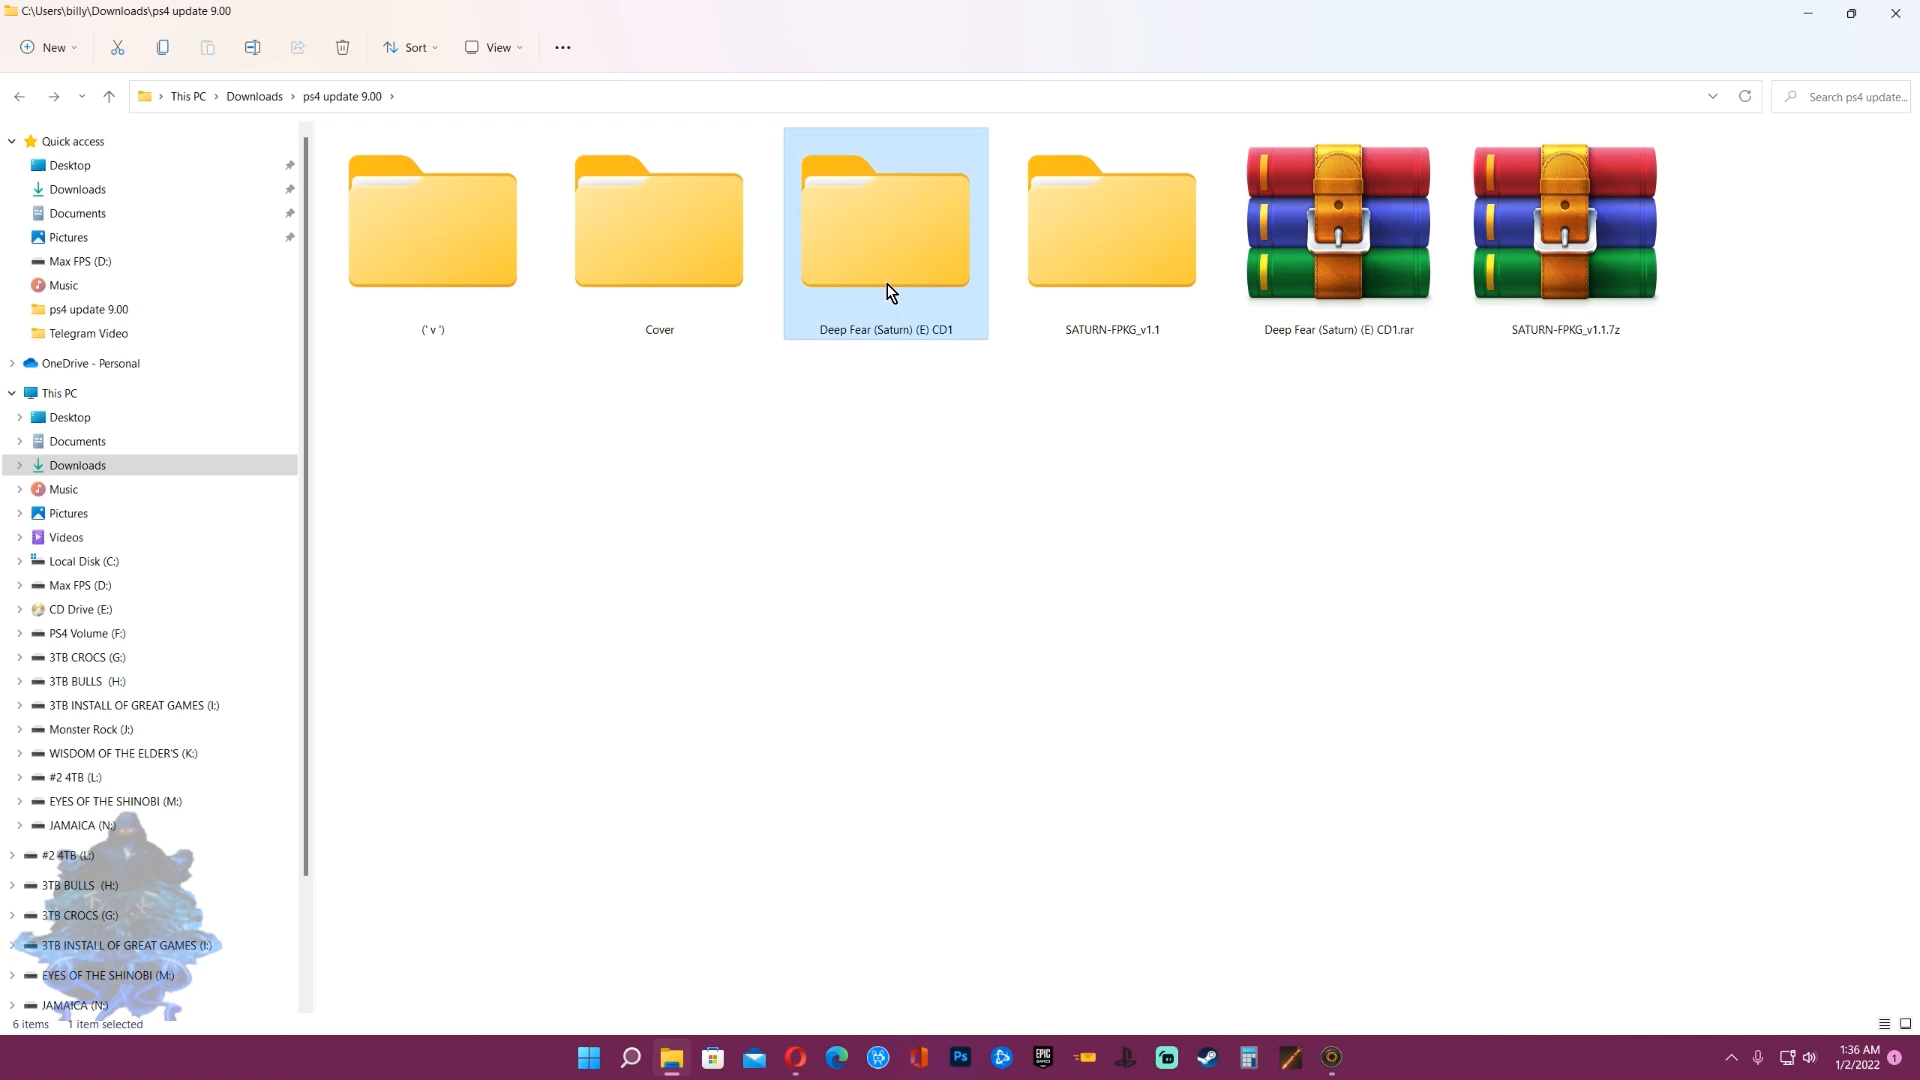 C:\Users\billy\Downloads\ps4 update 9.00
New
Sort
View
This PC
Downloads
ps4 update 9.00
Search ps4 update...
Quick access
Desktop
Downloads
Documents
Pictures
Max FPS (D:)
Music
ps4 update 9.00
Telegram Video
OneDrive - Personal
This PC
Desktop
Documents
Downloads
Music
Pictures
Videos
Local Disk (C:)
Max FPS (D:)
CD Drive (E:)
PS4 Volume (F:)
3TB CROCS (G:)
3TB BULLS (H:)
3TB INSTALL OF GREAT GAMES (I:)
Monster Rock (J:)
WISDOM OF THE ELDER'S (K:)
#2 4TB (L:)
EYES OF THE SHINOBI (M:)
JAMAICA (N:)
#2 4TB (L:)
3TB BULLS (H:)
3TB CROCS (G:)
3TB INSTALL OF GREAT GAMES (I:)
EYES OF THE SHINOBI (M:)
JAMAICA (N:)
(' v ')
Cover
Deep Fear (Saturn) (E) CD1
SATURN-FPKG_v1.1
Deep Fear (Saturn) (E) CD1.rar
SATURN-FPKG_v1.1.7z
6 items
1 item selected
Ps
EPIC GAMES
1:36 AM
1/2/2022
1